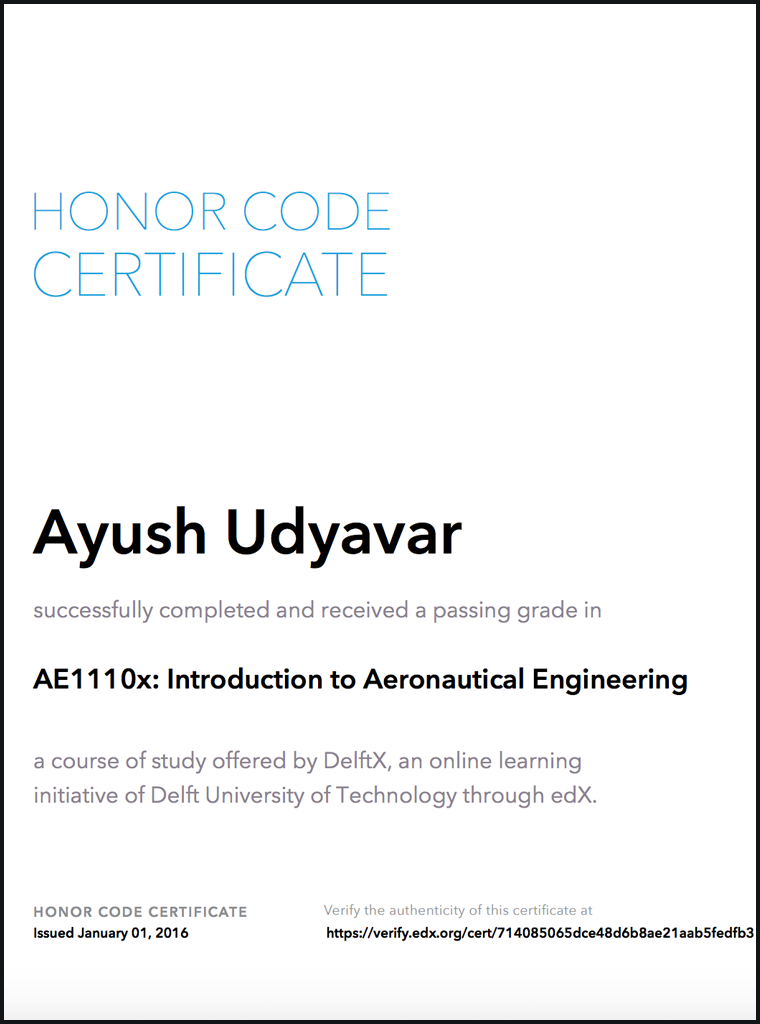 HONOR CODE
CERTIFICATE
Ayush Udyavar
successfully completed and received a passing grade in
AE1110x: Introduction to Aeronautical Engineering
a course of study offered by DelftX, an online learning
initiative of Delft University of Technology through edX.
HONOR CODE CERTIFICATE
Issued January 01, 2016
Verify the authenticity of this certificate at
https://verify.edx.org/cert/714085065dce48d6b8ae21aab5fedfb3